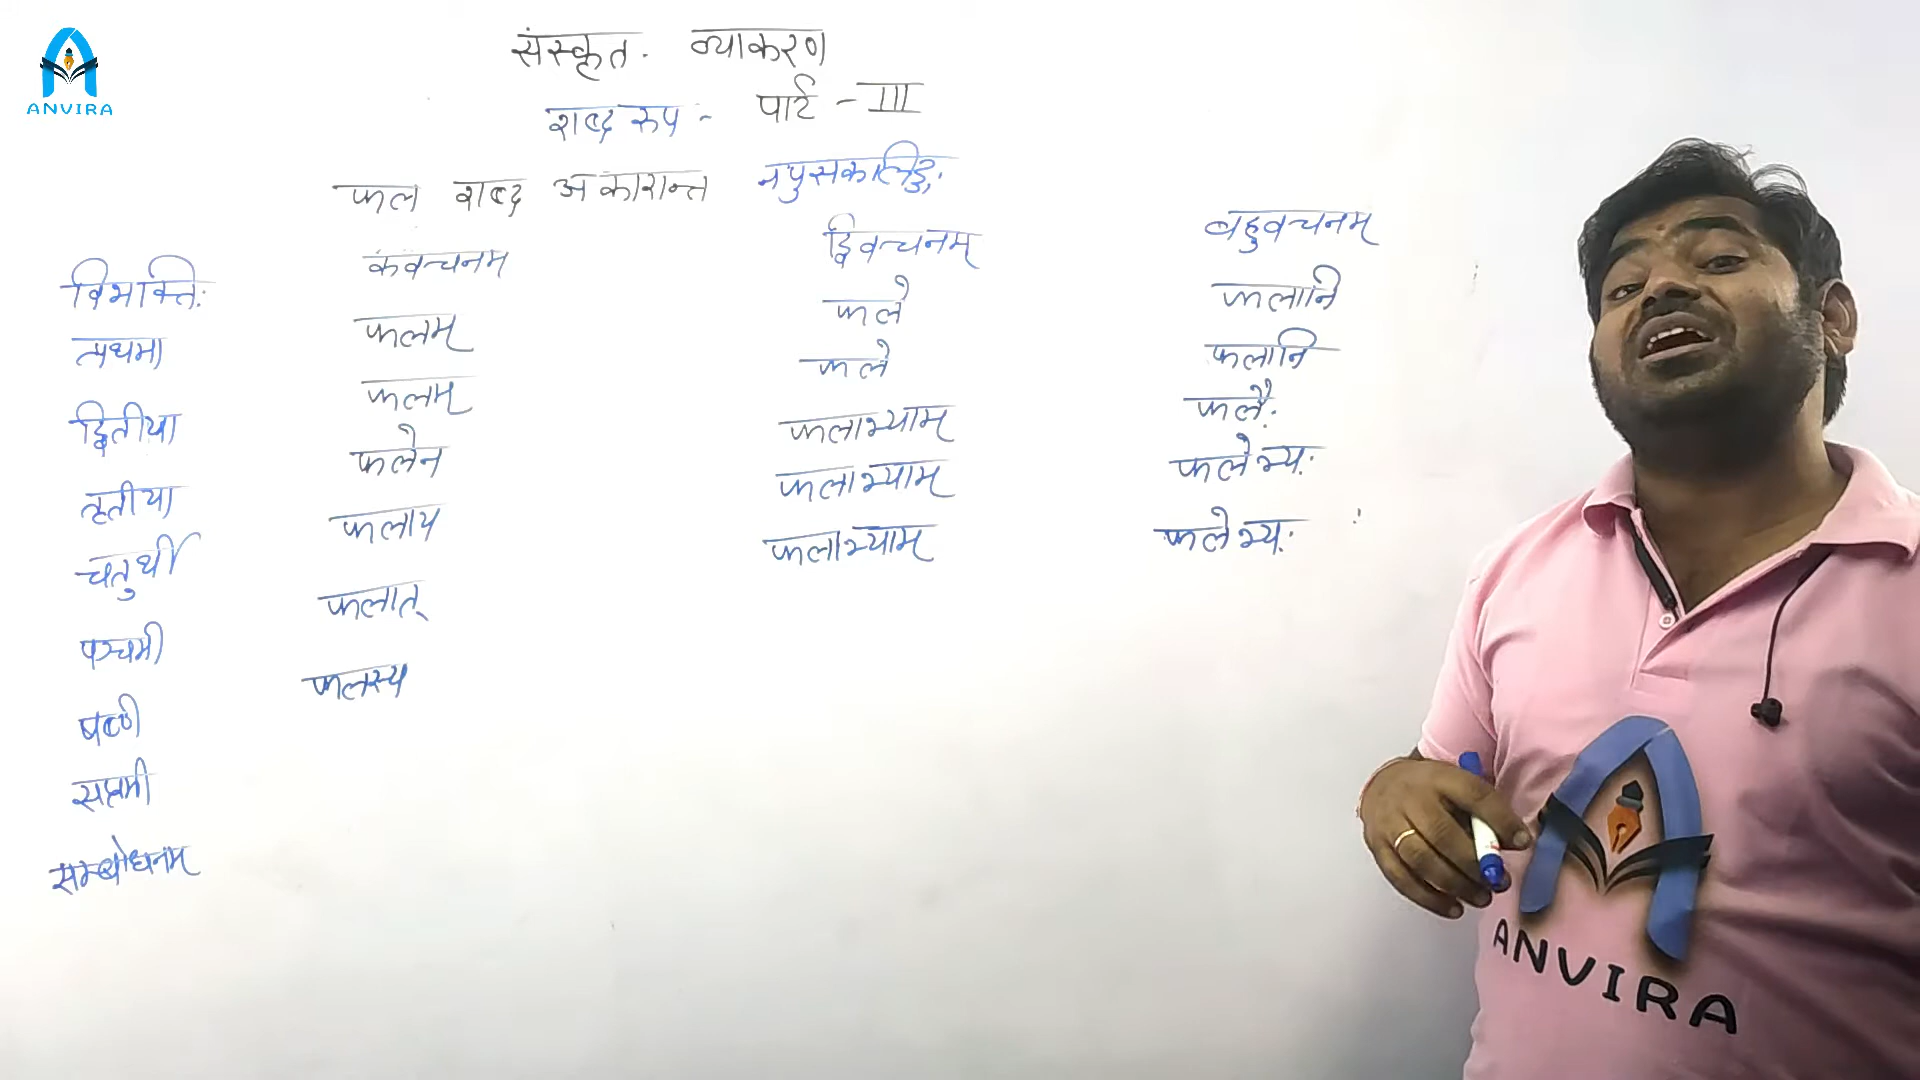 ANVIRA
संस्कृत. व्याकरण
शब्द रूप - पार्ट - III
फल शब्द अकारान्त नपुसकलिङ्ग:
विभक्ति: कवचनम् द्विवचनम् बहुवचनम्
प्रथमा फलम् फले फलानि
द्वितीया फलम् फले फलानि
तृतीया फलेन फलाभ्याम् फलै:
चतुर्थी फलाय फलाभ्याम् फलेभ्य:
पञ्चमी फलात् फलाभ्याम् फलेभ्य:
षष्ठी फलस्य
सप्तमी
सम्बोधनम्
ANVIRA